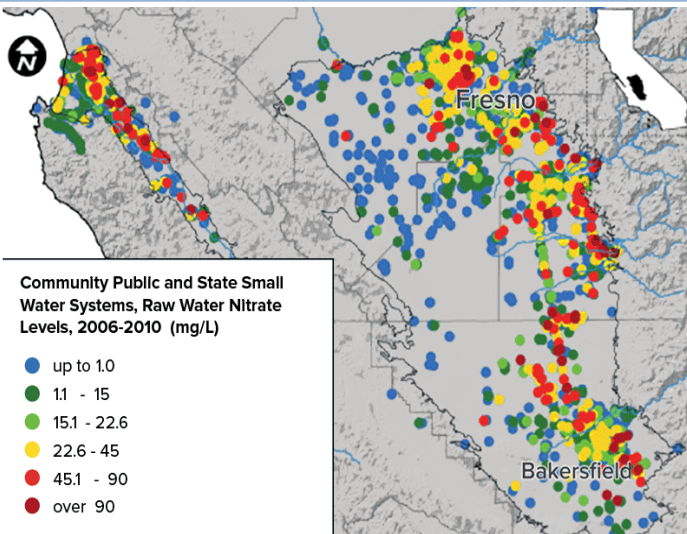 N
Fresno
Community Public and State Small
Water Systems, Raw Water Nitrate
Levels, 2006-2010 (mg/L)
up to 1.0
1.1 - 15
15.1 - 22.6
22.6 - 45
45.1 - 90
over 90
Bakersfield